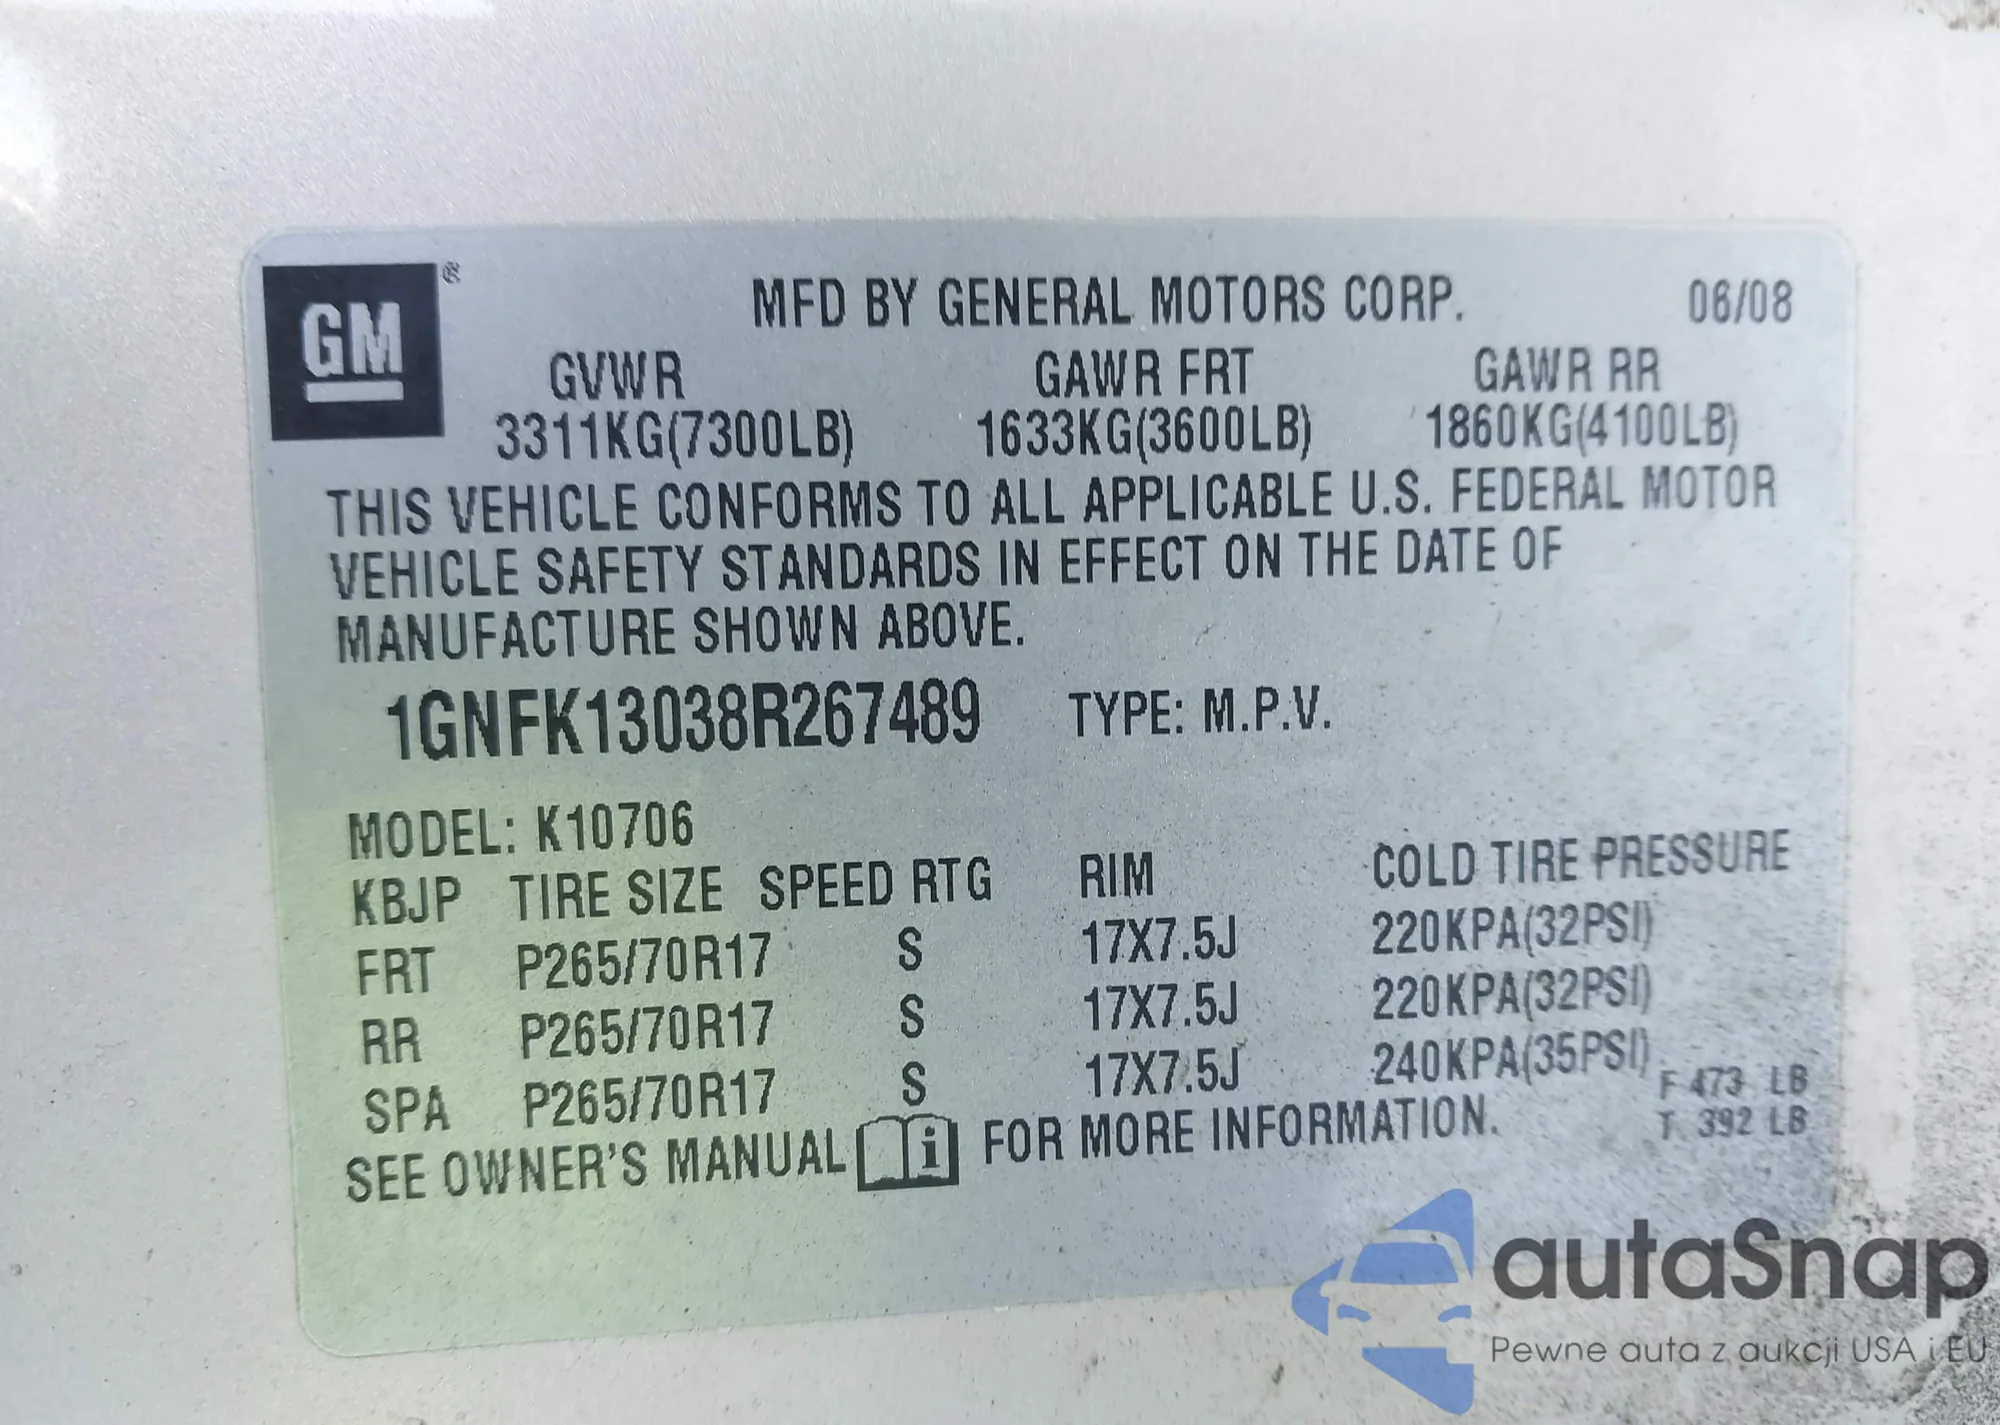 GM ®
MFD BY GENERAL MOTORS CORP. 06/08
GVWR GAWR FRT GAWR RR
3311KG(7300LB) 1633KG(3600LB) 1860KG(4100LB)
THIS VEHICLE CONFORMS TO ALL APPLICABLE U.S. FEDERAL MOTOR
VEHICLE SAFETY STANDARDS IN EFFECT ON THE DATE OF
MANUFACTURE SHOWN ABOVE.
1GNFK13038R267489 TYPE: M.P.V.
MODEL: K10706
KBJP TIRE SIZE SPEED RTG RIM COLD TIRE PRESSURE
FRT P265/70R17 S 17X7.5J 220KPA(32PSI)
RR P265/70R17 S 17X7.5J 220KPA(32PSI)
SPA P265/70R17 S 17X7.5J 240KPA(35PSI)
F 473 LB
T 392 LB
SEE OWNER'S MANUAL i FOR MORE INFORMATION.
autaSnap
Pewne auta z aukcji USA i EU